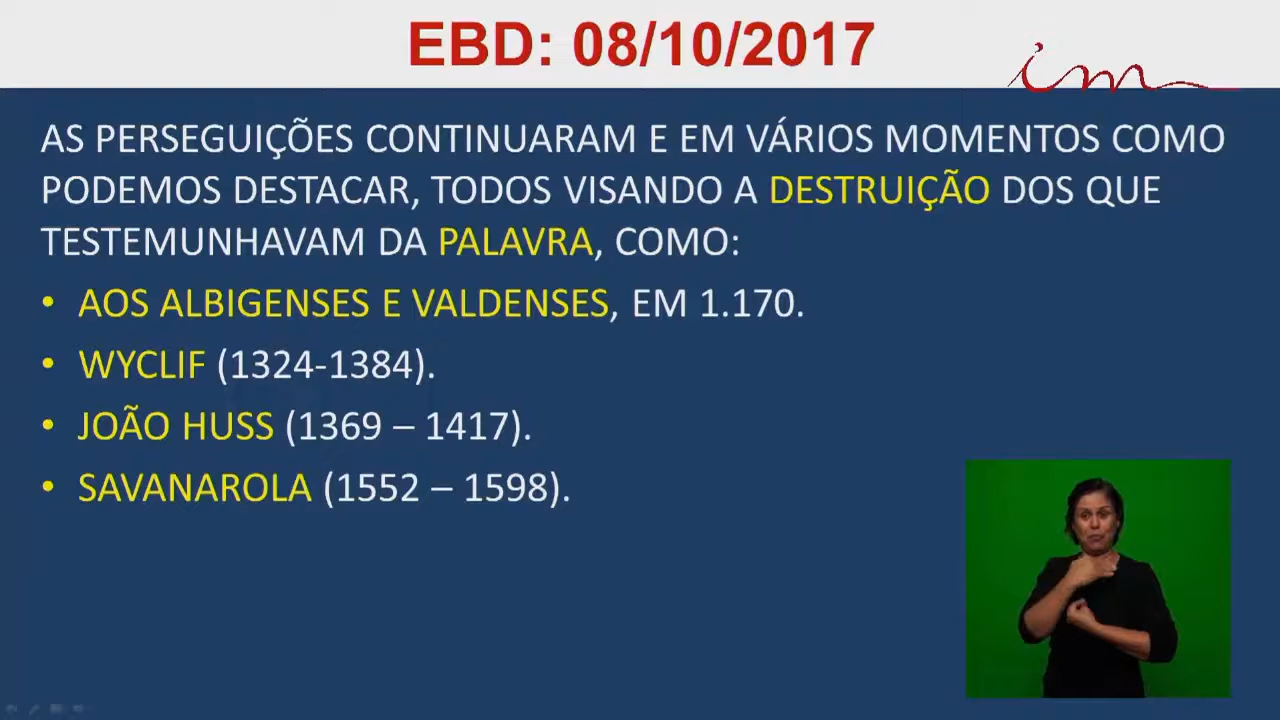 EBD: 08/10/2017
im
AS PERSEGUIÇÕES CONTINUARAM E EM VÁRIOS MOMENTOS COMO
PODEMOS DESTACAR, TODOS VISANDO A DESTRUIÇÃO DOS QUE
TESTEMUNHAVAM DA PALAVRA, COMO:
• AOS ALBIGENSES E VALDENSES, EM 1.170.
• WYCLIF (1324-1384).
• JOÃO HUSS (1369 – 1417).
• SAVANAROLA (1552 – 1598).